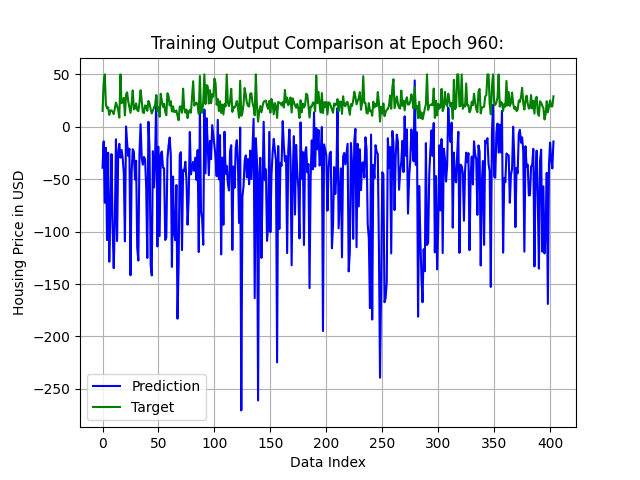 Training Output Comparison at Epoch 960:
50
0
−50
−100
−150
−200
−250
Housing Price in USD
Prediction
Target
0 50 100 150 200 250 300 350 400
Data Index